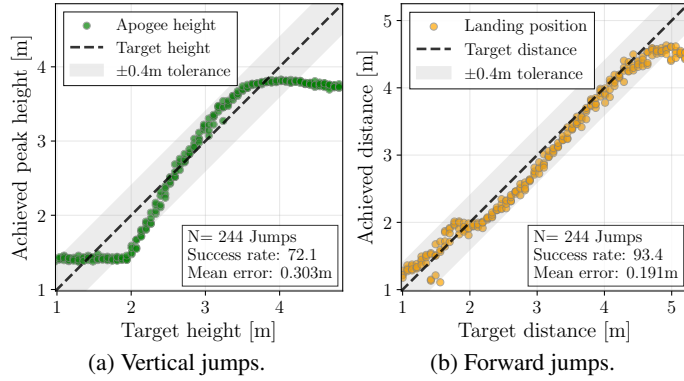 Apogee height
Target height
±0.4m tolerance
Achieved peak height [m]
4
3
2
1
N= 244 Jumps
Success rate: 72.1
Mean error: 0.303m
1 2 3 4
Target height [m]
(a) Vertical jumps.
Landing position
Target distance
±0.4m tolerance
Achieved distance [m]
5
4
3
2
1
N= 244 Jumps
Success rate: 93.4
Mean error: 0.191m
1 2 3 4 5
Target distance [m]
(b) Forward jumps.